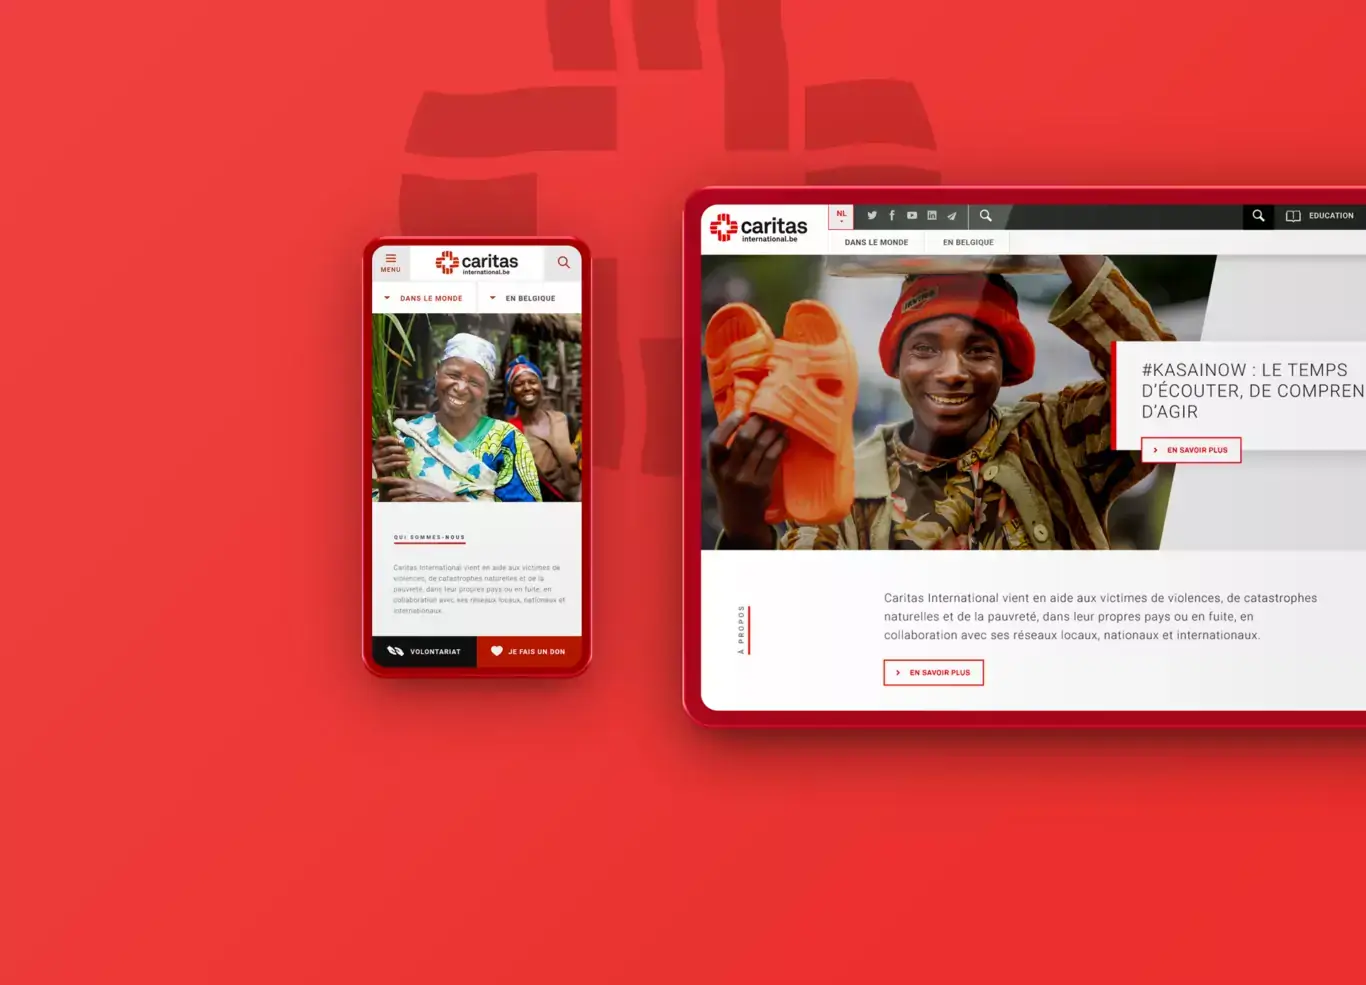 MENU
caritas
international.be
DANS LE MONDE
EN BELGIQUE
QUI SOMMES-NOUS
Caritas International vient en aide aux victimes de
violences, de catastrophes naturelles et de la
pauvreté, dans leur propres pays ou en fuite, en
collaboration avec ses réseaux locaux, nationaux et
internationaux.
VOLONTARIAT
JE FAIS UN DON
caritas
international.be
NL
EDUCATION
DANS LE MONDE
EN BELGIQUE
#KASAINOW : LE TEMPS
D'ÉCOUTER, DE COMPREN
D'AGIR
EN SAVOIR PLUS
À PROPOS
Caritas International vient en aide aux victimes de violences, de catastrophes
naturelles et de la pauvreté, dans leur propres pays ou en fuite, en
collaboration avec ses réseaux locaux, nationaux et internationaux.
EN SAVOIR PLUS